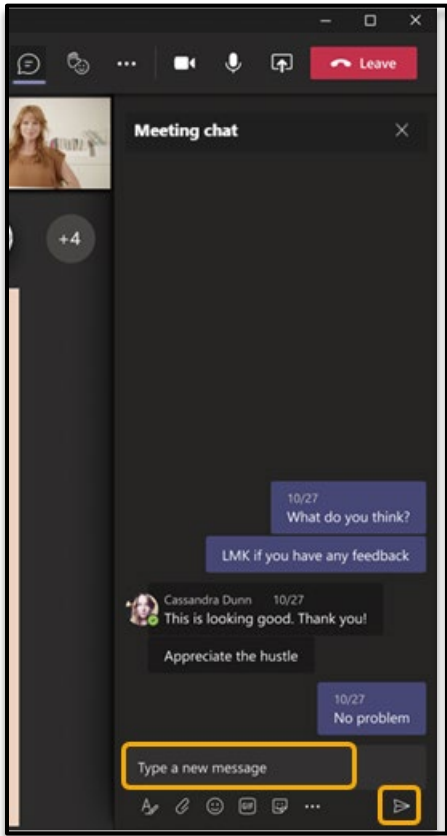 Leave
Meeting chat
+4
10/27
What do you think?
LMK if you have any feedback
Cassandra Dunn 10/27
This is looking good. Thank you!
Appreciate the hustle
10/27
No problem
Type a new message
GIF